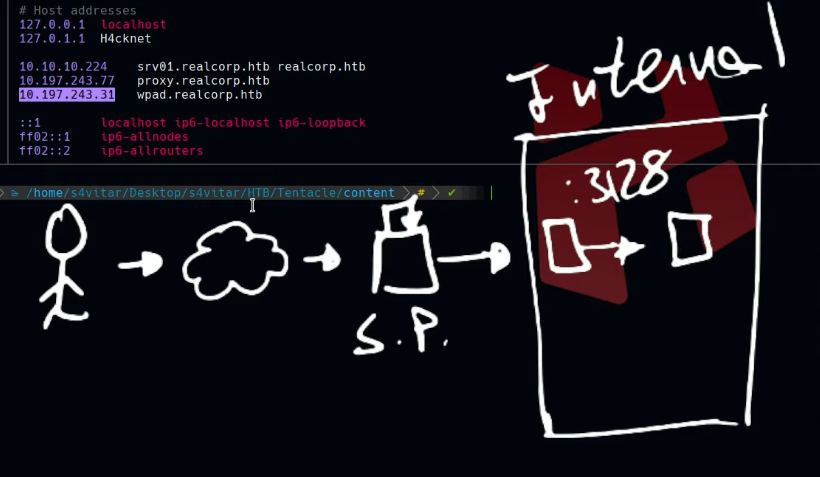 # Host addresses
127.0.0.1 localhost
127.0.1.1 H4cknet
10.10.10.224 srv01.realcorp.htb realcorp.htb
10.197.243.77 proxy.realcorp.htb
10.197.243.31 wpad.realcorp.htb
::1 localhost ip6-localhost ip6-loopback
ff02::1 ip6-allnodes
ff02::2 ip6-allrouters
/home/s4vitar/Desktop/s4vitar/HTB/Tentacle/content # ✔
Internal
:3128
S.P.